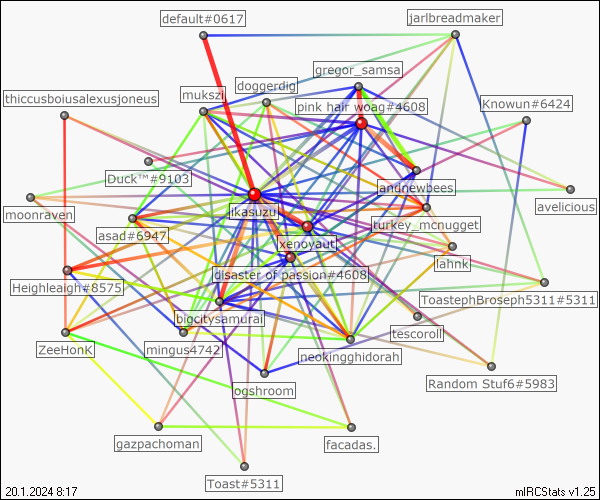 default#0617
jarlbreadmaker
gregor_samsa
doggerdig
mukszi
thiccusboiusalexusjoneus
pink hair woag#4608
Knowun#6424
Duck™#9103
andnewbees
avelicious
moonraven
ikasuzu
turkey_mcnugget
asad#6947
xenoyaut
lahnk
disaster of passion#4608
Heighleaigh#8575
ToastephBroseph5311#5311
bigcitysamurai
tescoroll
ZeeHonK
mingus4742
neokingghidorah
ogshroom
Random Stuf6#5983
gazpachoman
facadas.
Toast#5311
20.1.2024 8:17
mIRCStats v1.25